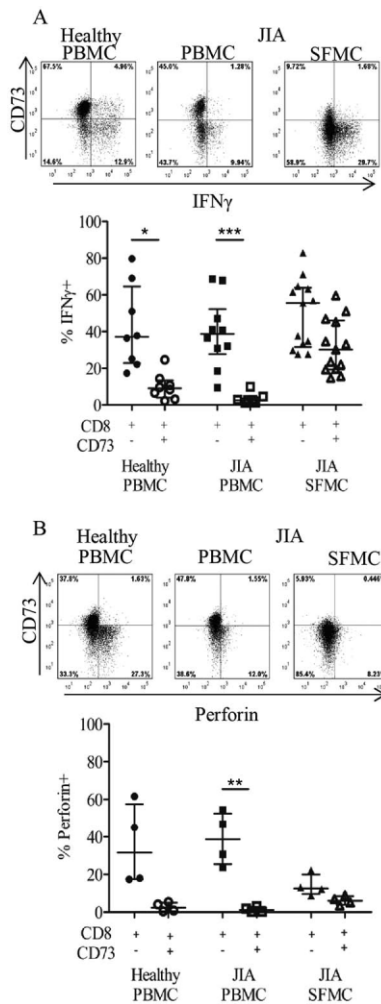 A
Healthy JIA
PBMC PBMC SFMC
67.5% 4.96% 45.0% 1.28% 9.72% 1.68%
CD73
14.6% 12.9% 43.7% 9.94% 58.9% 29.7%
IFNγ
* ***
% IFNγ+
100
80
60
40
20
0
CD8 + + + + + +
CD73 - + - + - +
Healthy JIA JIA
PBMC PBMC SFMC
B
Healthy JIA
PBMC PBMC SFMC
37.8% 1.63% 47.8% 1.55% 5.93% 0.446
CD73
33.3% 27.3% 38.6% 12.0% 85.4% 8.23
Perforin
**
% Perforin+
100
80
60
40
20
0
CD8 + + + + + +
CD73 - + - + - +
Healthy JIA JIA
PBMC PBMC SFMC